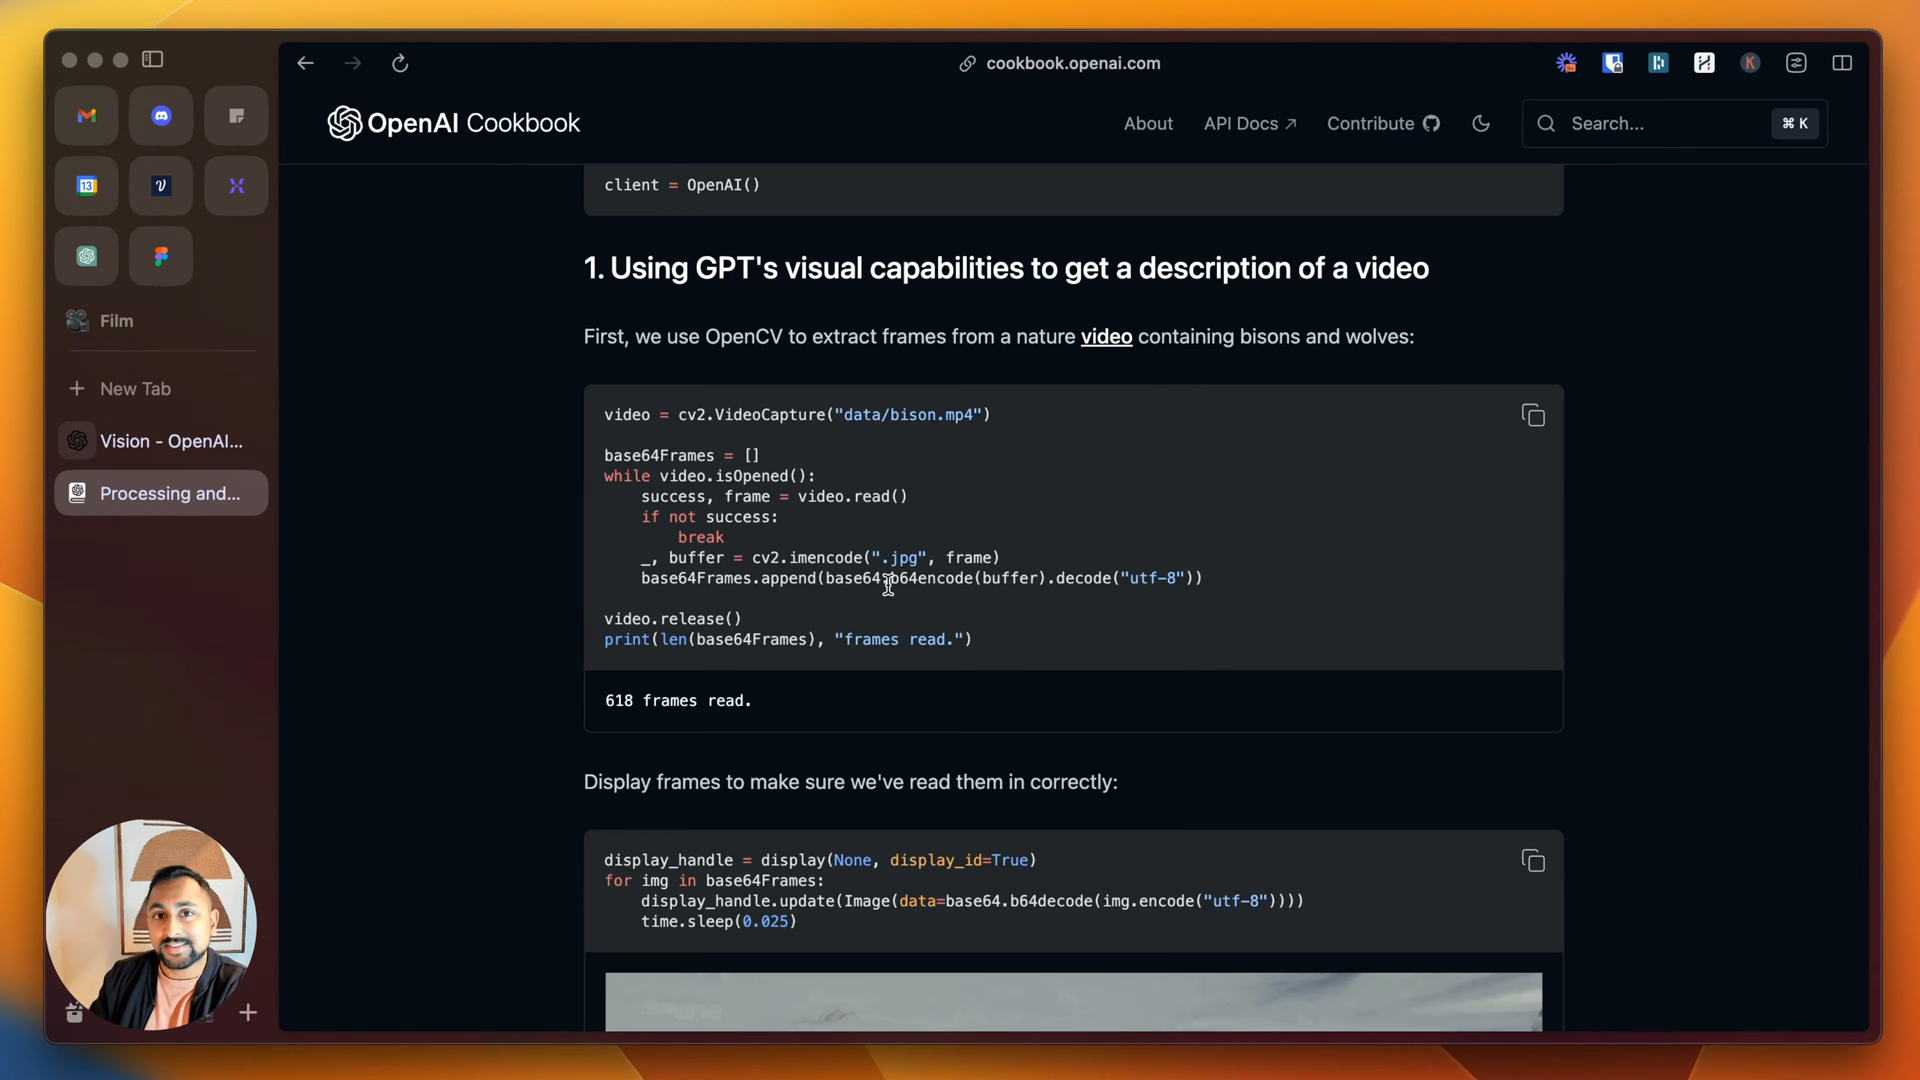 cookbook.openai.com
OpenAI Cookbook
About
API Docs ↗
Contribute
Search...
⌘ K
13
Film
+ New Tab
Vision - OpenAI...
Processing and...
K
client = OpenAI()
1. Using GPT's visual capabilities to get a description of a video
First, we use OpenCV to extract frames from a nature video containing bisons and wolves:
video = cv2.VideoCapture("data/bison.mp4")
base64Frames = []
while video.isOpened():
    success, frame = video.read()
    if not success:
        break
    _, buffer = cv2.imencode(".jpg", frame)
    base64Frames.append(base64.b64encode(buffer).decode("utf-8"))
video.release()
print(len(base64Frames), "frames read.")
618 frames read.
Display frames to make sure we've read them in correctly:
display_handle = display(None, display_id=True)
for img in base64Frames:
    display_handle.update(Image(data=base64.b64decode(img.encode("utf-8"))))
    time.sleep(0.025)